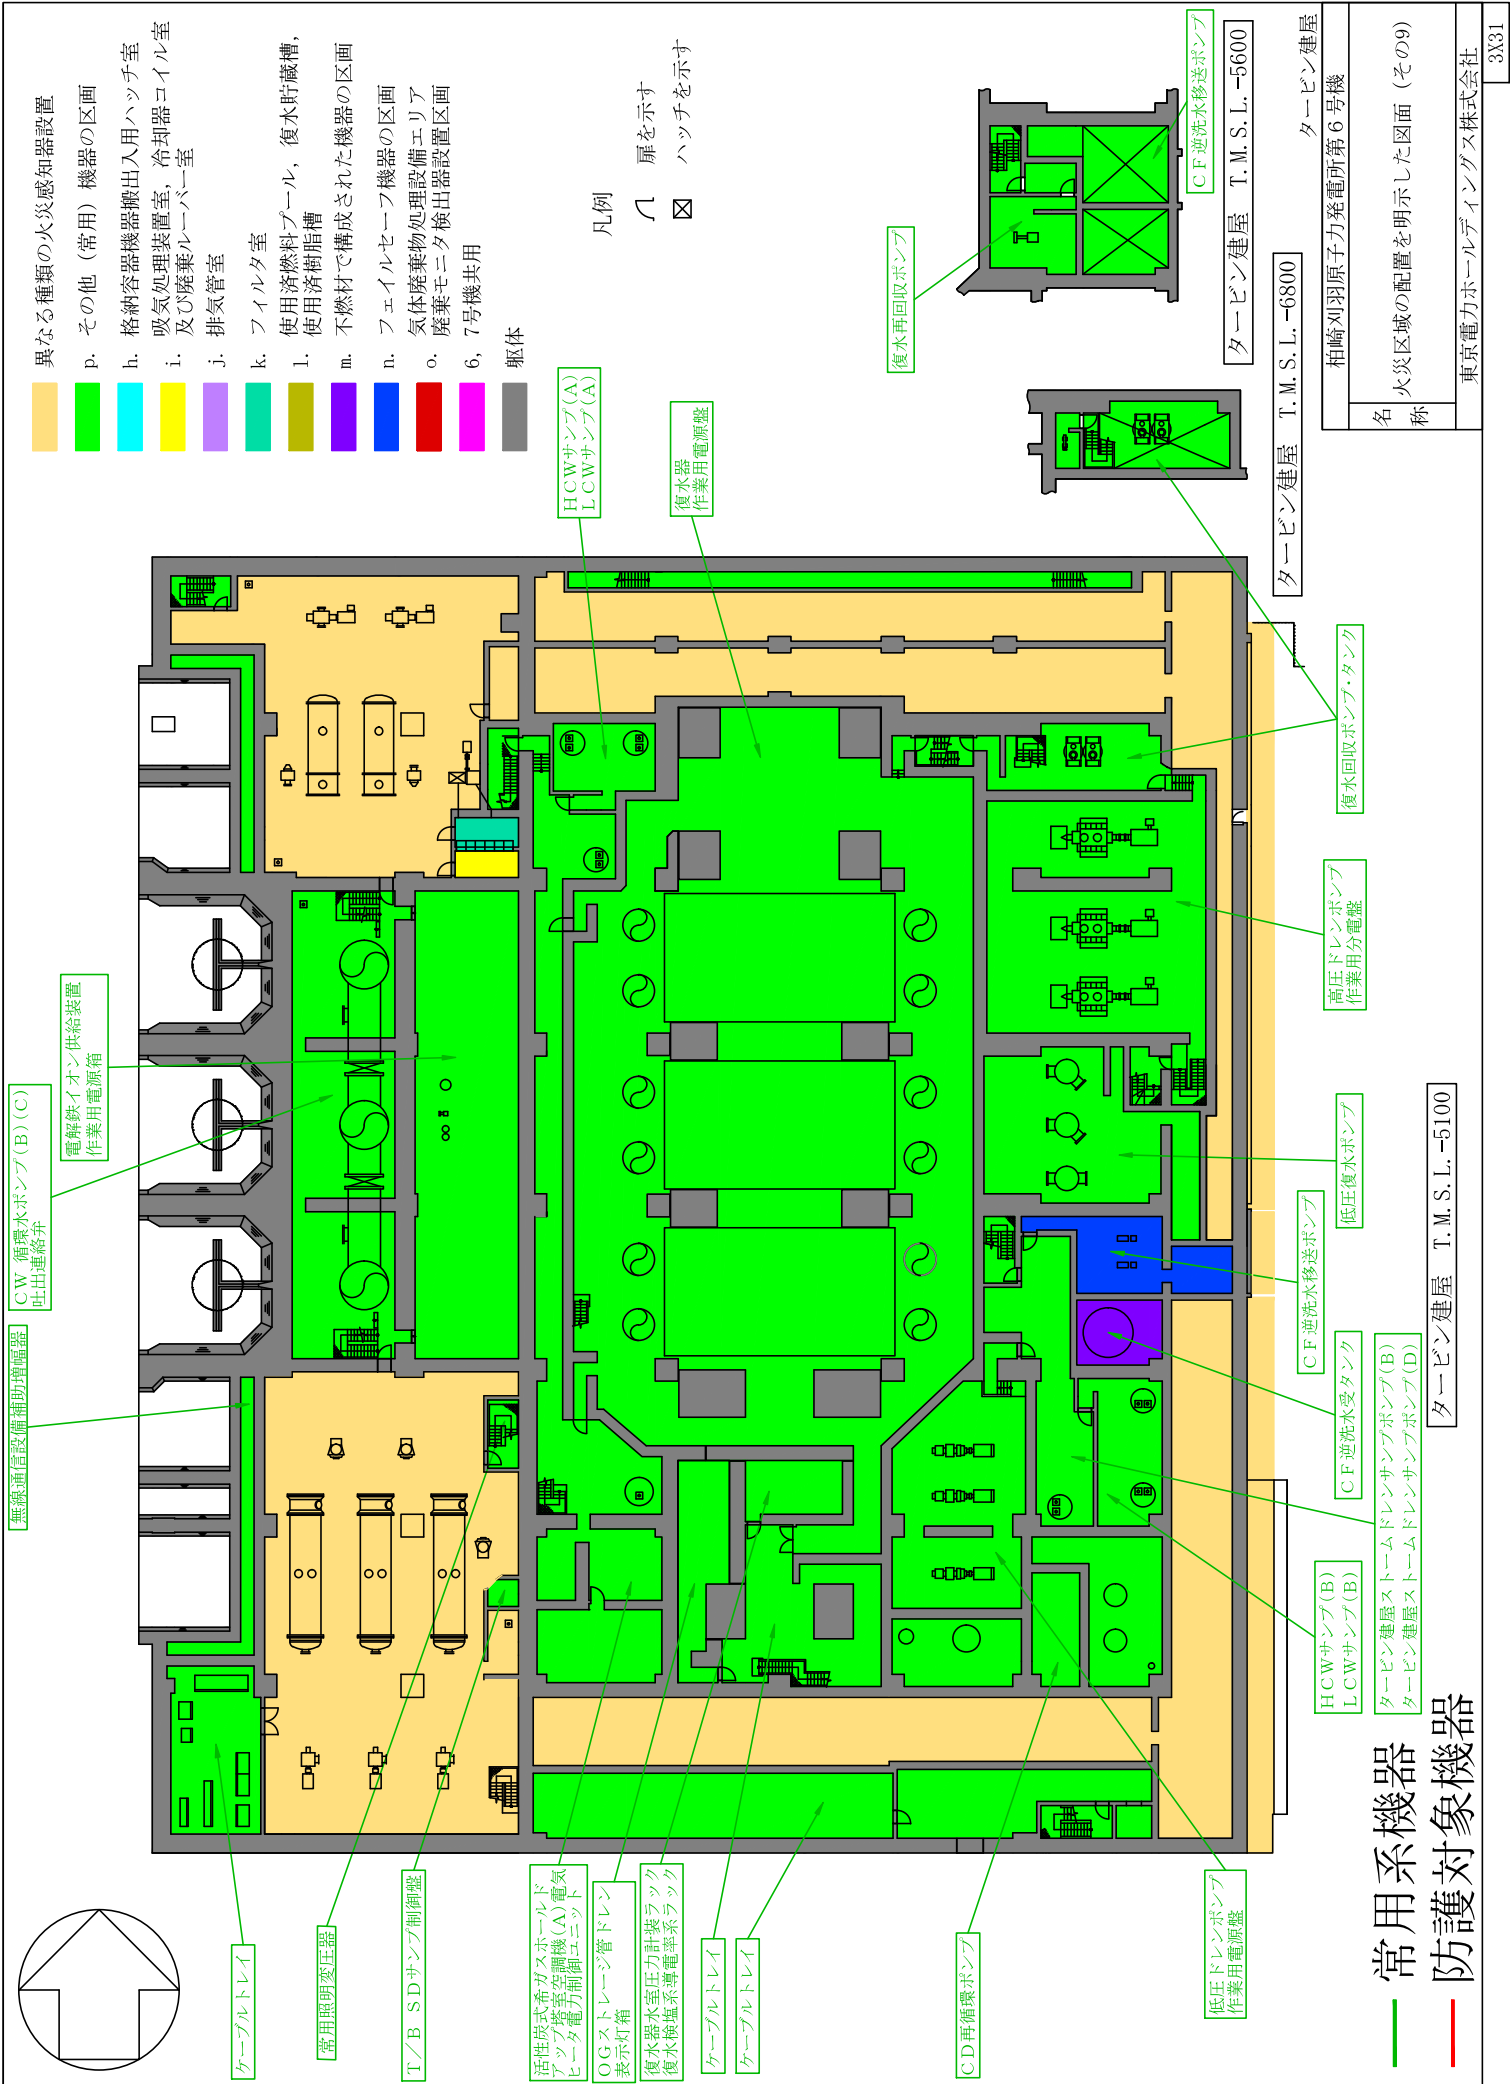 異なる種類の火災感知器設置
p. その他（常用）機器の区画
h. 格納容器機器搬出入用ハッチ室
i. 吸気処理装置室，冷却器コイル室
及び廃棄ルーバー室
j. 排気管室
k. フィルタ室
l. 使用済燃料プール，復水貯蔵槽，
使用済樹脂槽
m. 不燃材で構成された機器の区画
n. フェイルセーフ機器の区画
o. 気体廃棄物処理設備エリア
廃棄モニタ検出器設置区画
6，7号機共用
躯体
凡例
扉を示す
ハッチを示す
無線通信設備補助増幅器
CW 循環水ポンプ(B)(C)
吐出連絡弁
電解鉄イオン供給装置
作業用電源箱
HCWサンプ(A)
LCWサンプ(A)
復水器
作業用電源盤
復水再回収ポンプ
CF逆洗水移送ポンプ
タービン建屋 T.M.S.L.-5600
タービン建屋 T.M.S.L.-6800
復水回収ポンプ・タンク
高圧ドレンポンプ
作業用分電盤
低圧復水ポンプ
CF逆洗水移送ポンプ
CF逆洗水受タンク
タービン建屋ストームドレンサンプポンプ(B)
タービン建屋ストームドレンサンプポンプ(D)
HCWサンプ(B)
LCWサンプ(B)
タービン建屋 T.M.S.L.-5100
ケーブルトレイ
常用照明変圧器
T/B SDサンプ制御盤
活性炭式希ガスホールド
アップ塔室空調機(A)電気
ヒータ電力制御ユニット
OGストレージ管ドレン
表示灯箱
復水器水室圧力計装ラック
復水検塩系導電率系ラック
ケーブルトレイ
ケーブルトレイ
CD再循環ポンプ
低圧ドレンポンプ
作業用電源盤
常用系機器
防護対象機器
タービン建屋
柏崎刈羽原子力発電所第6号機
名称
火災区域の配置を明示した図面（その9）
東京電力ホールディングス株式会社
3X31